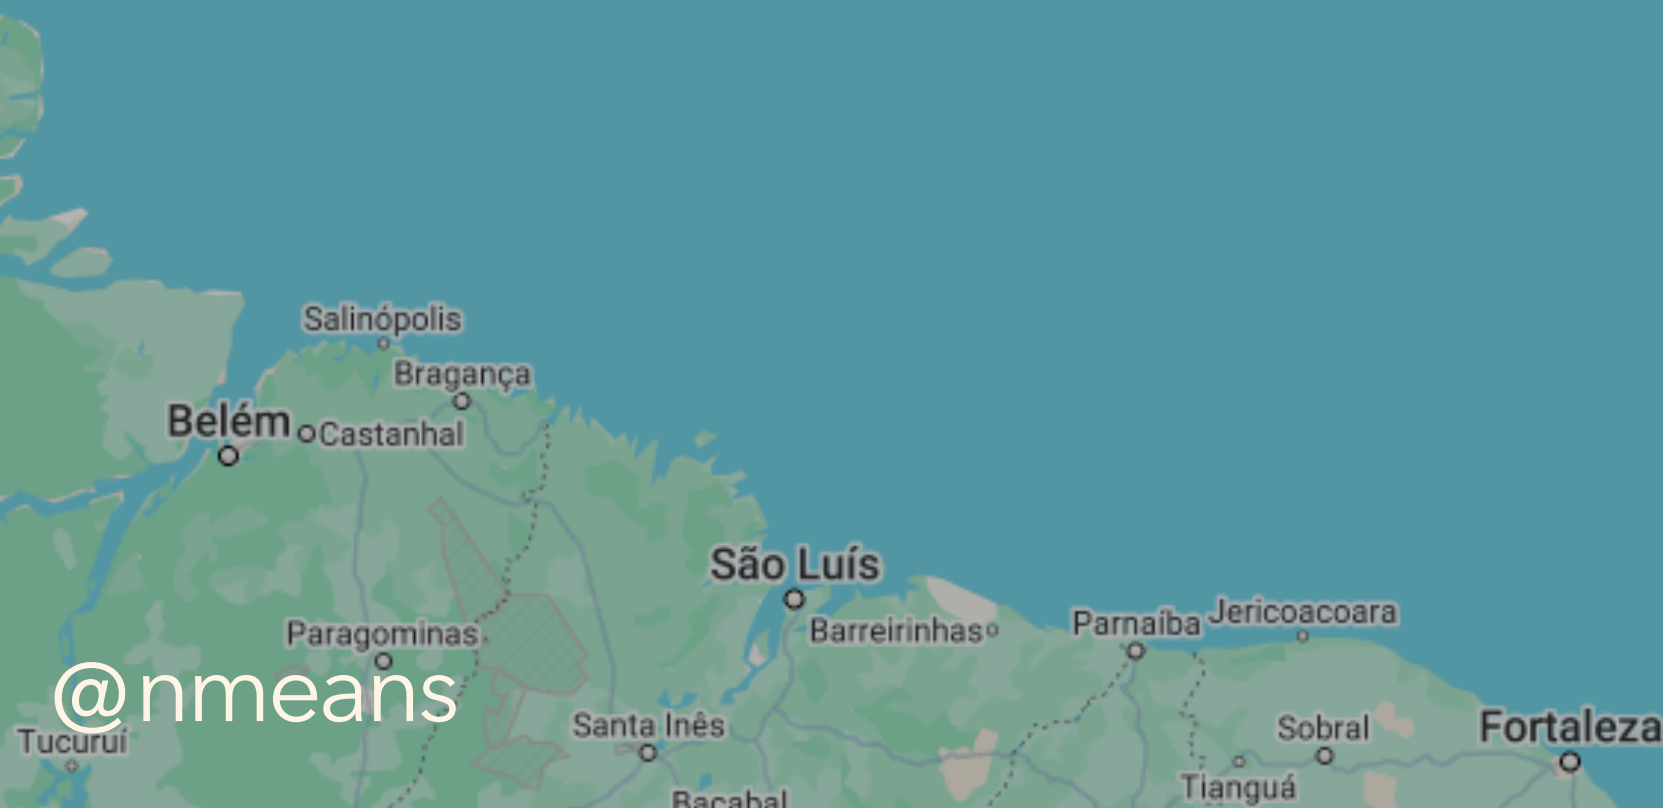 Salinópolis
Bragança
Belém
Castanhal
São Luís
Barreirinhas
Parnaíba
Jericoacoara
Paragominas
@nmeans
Tucuruí
Santa Inês
Sobral
Fortaleza
Tianguá
Bacabal